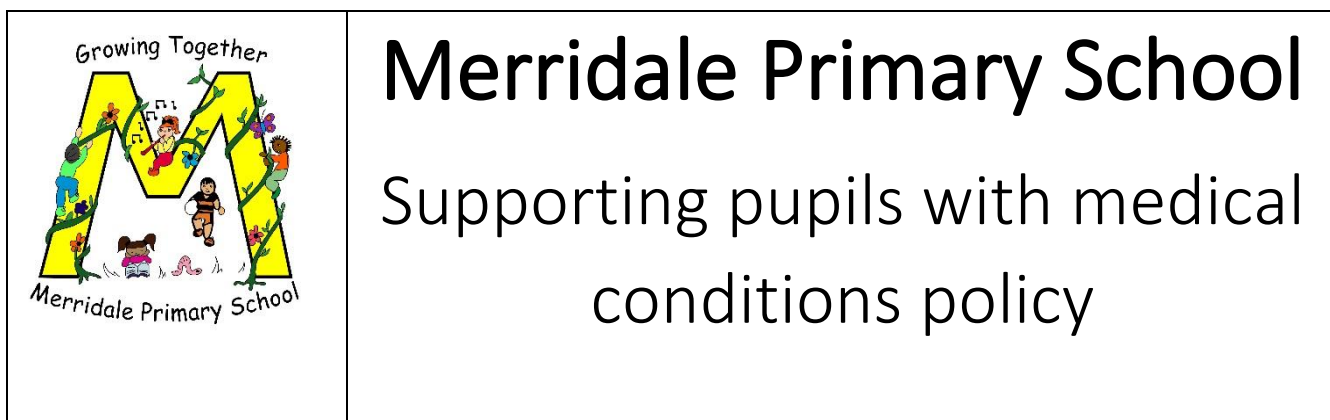 Growing Together
Merridale Primary School
Merridale Primary School
Supporting pupils with medical
conditions policy